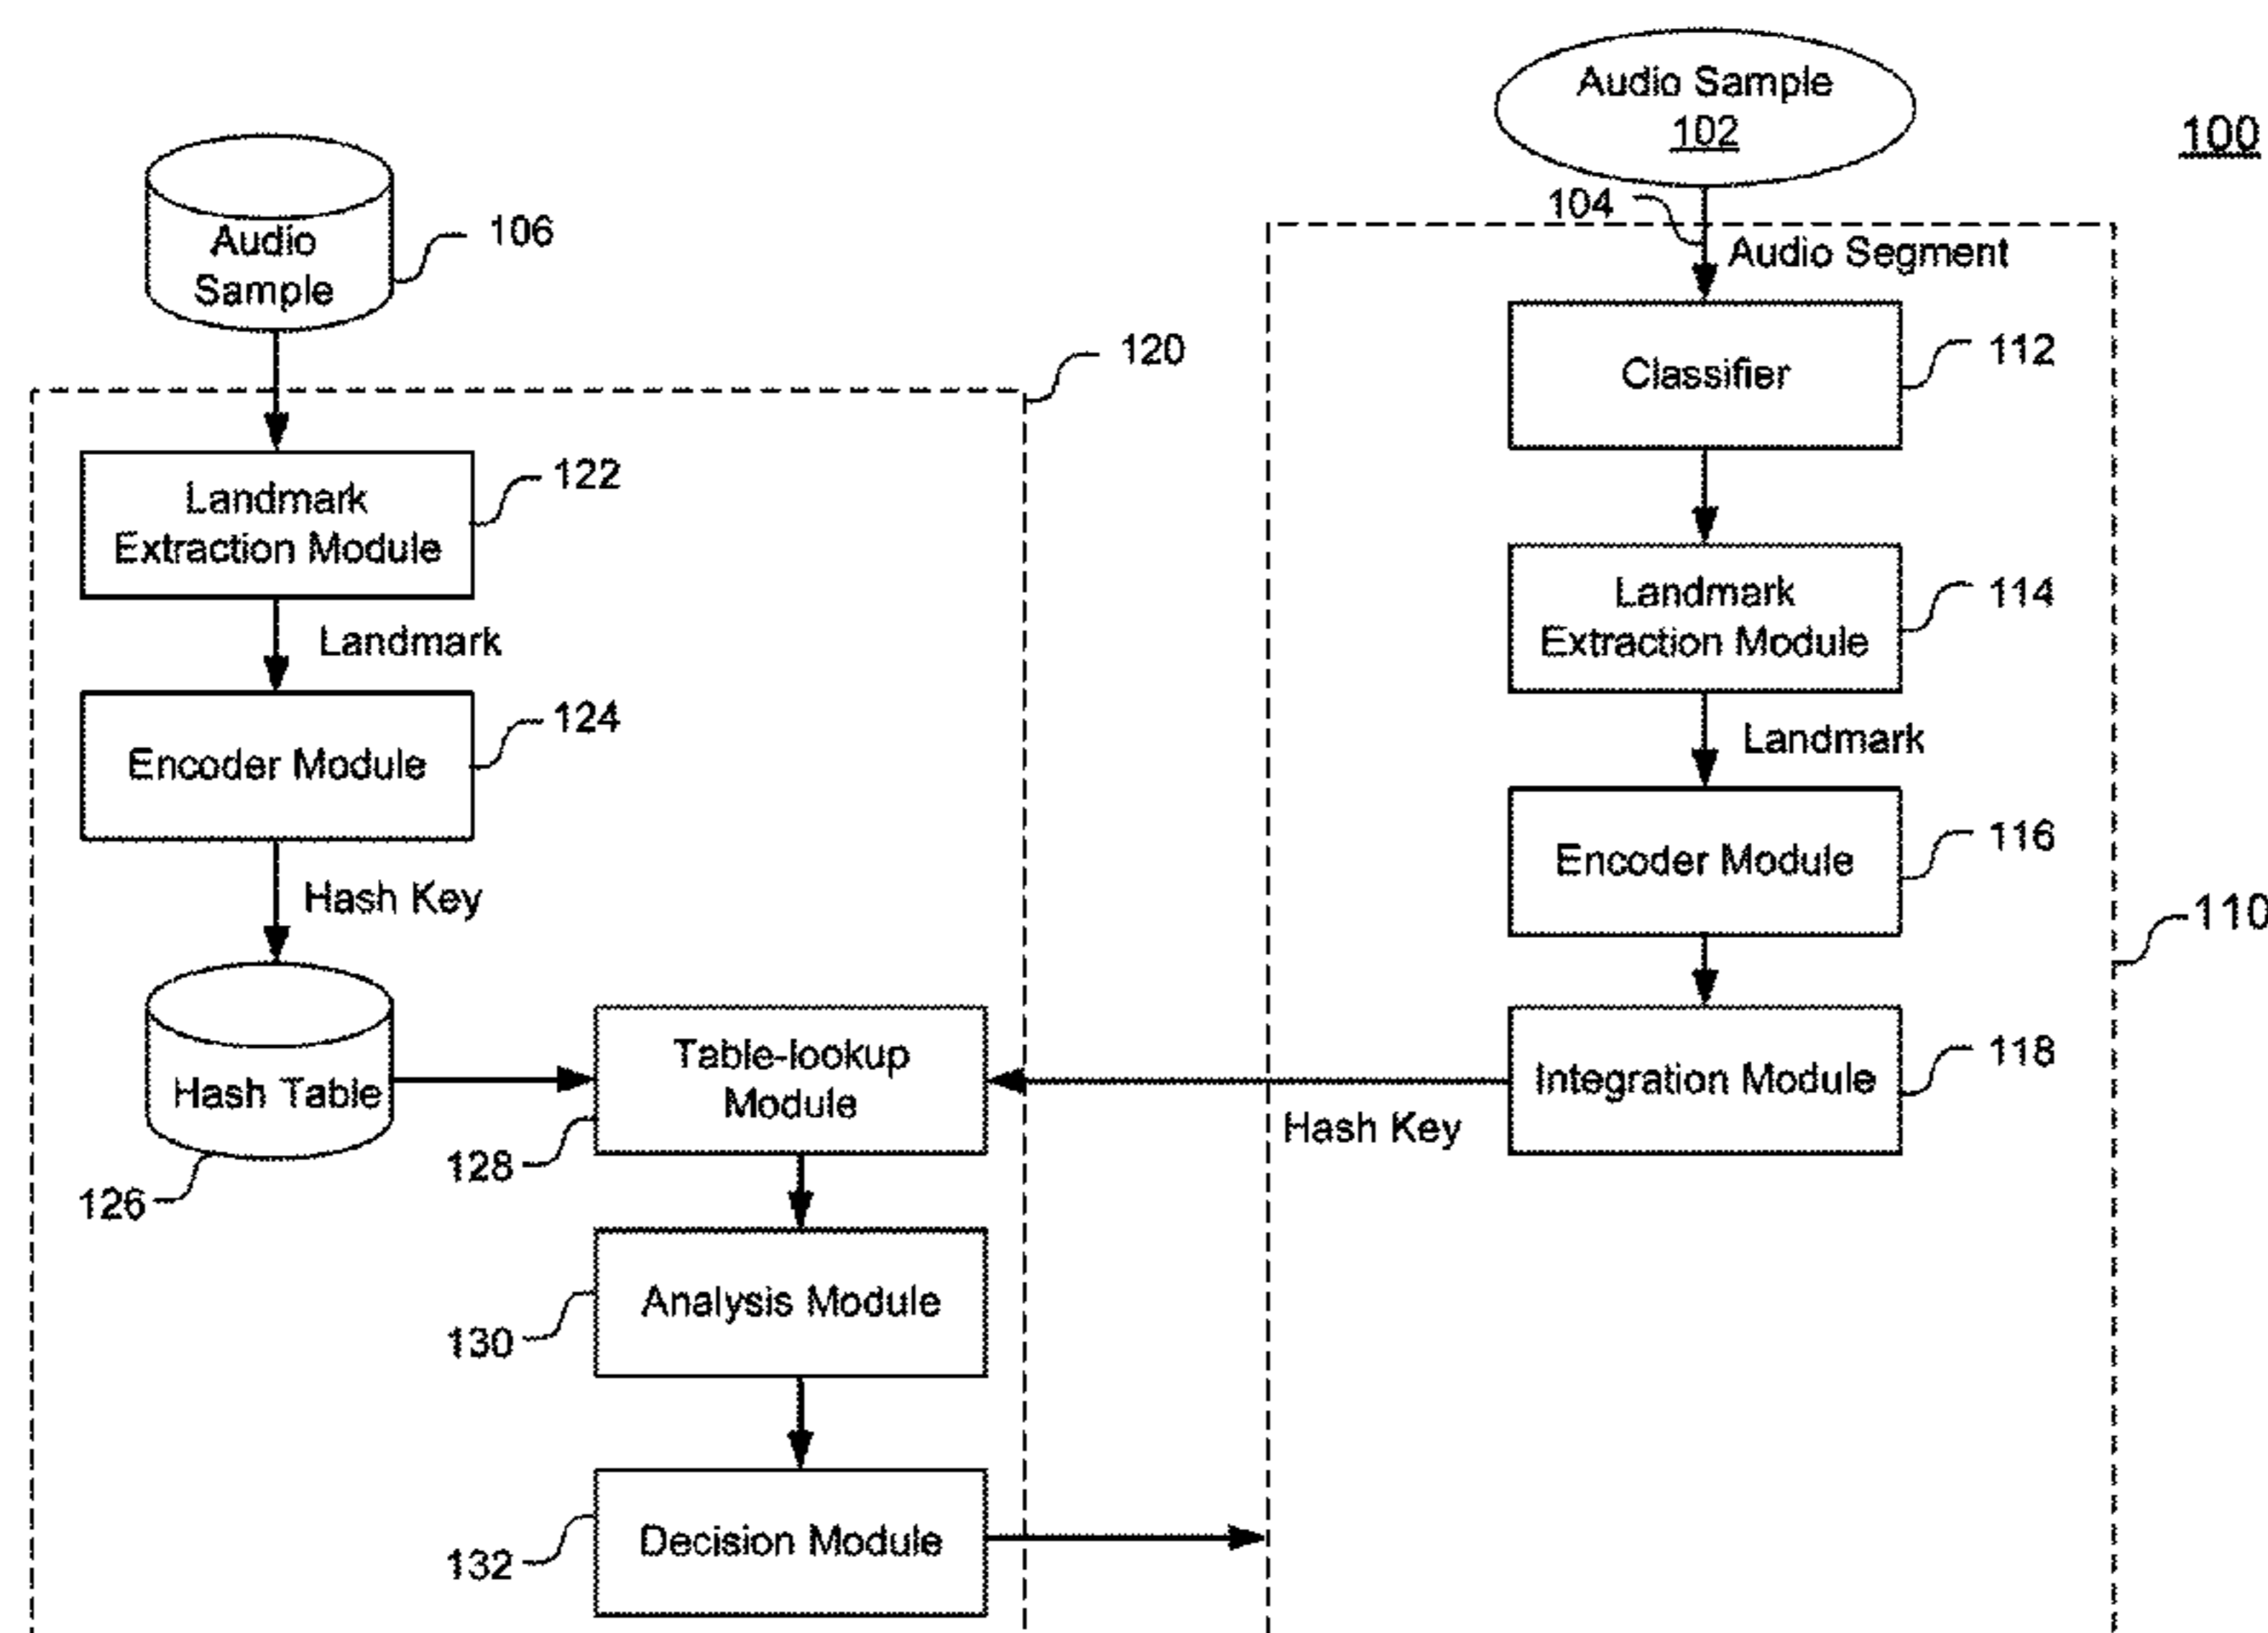 Audio Sample
102
100
104
Audio Segment
Audio
Sample
106
120
Classifier
112
Landmark
Extraction Module
122
Landmark
Extraction Module
114
Landmark
Encoder Module
124
Landmark
Encoder Module
116
Hash Key
110
Hash Table
126
Table-lookup
Module
128
Hash Key
Integration Module
118
Analysis Module
130
Decision Module
132